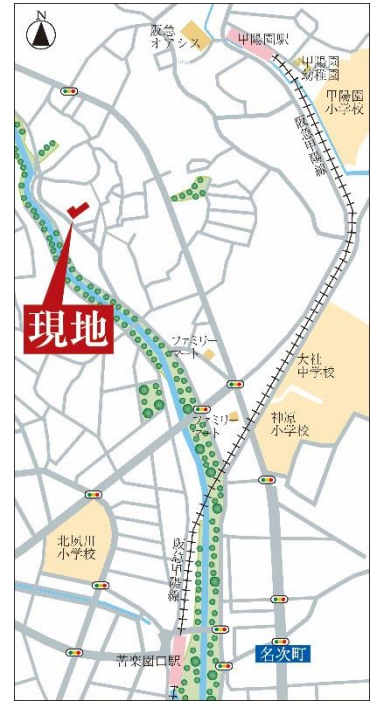 N
阪急
オアシス
甲陽園駅
甲陽園
幼稚園
甲陽園
小学校
阪急甲陽線
現地
ファミリー
マート
大社
中学校
ファミリー
マート
神原
小学校
北夙川
小学校
阪急甲陽線
苦楽園口駅
名次町